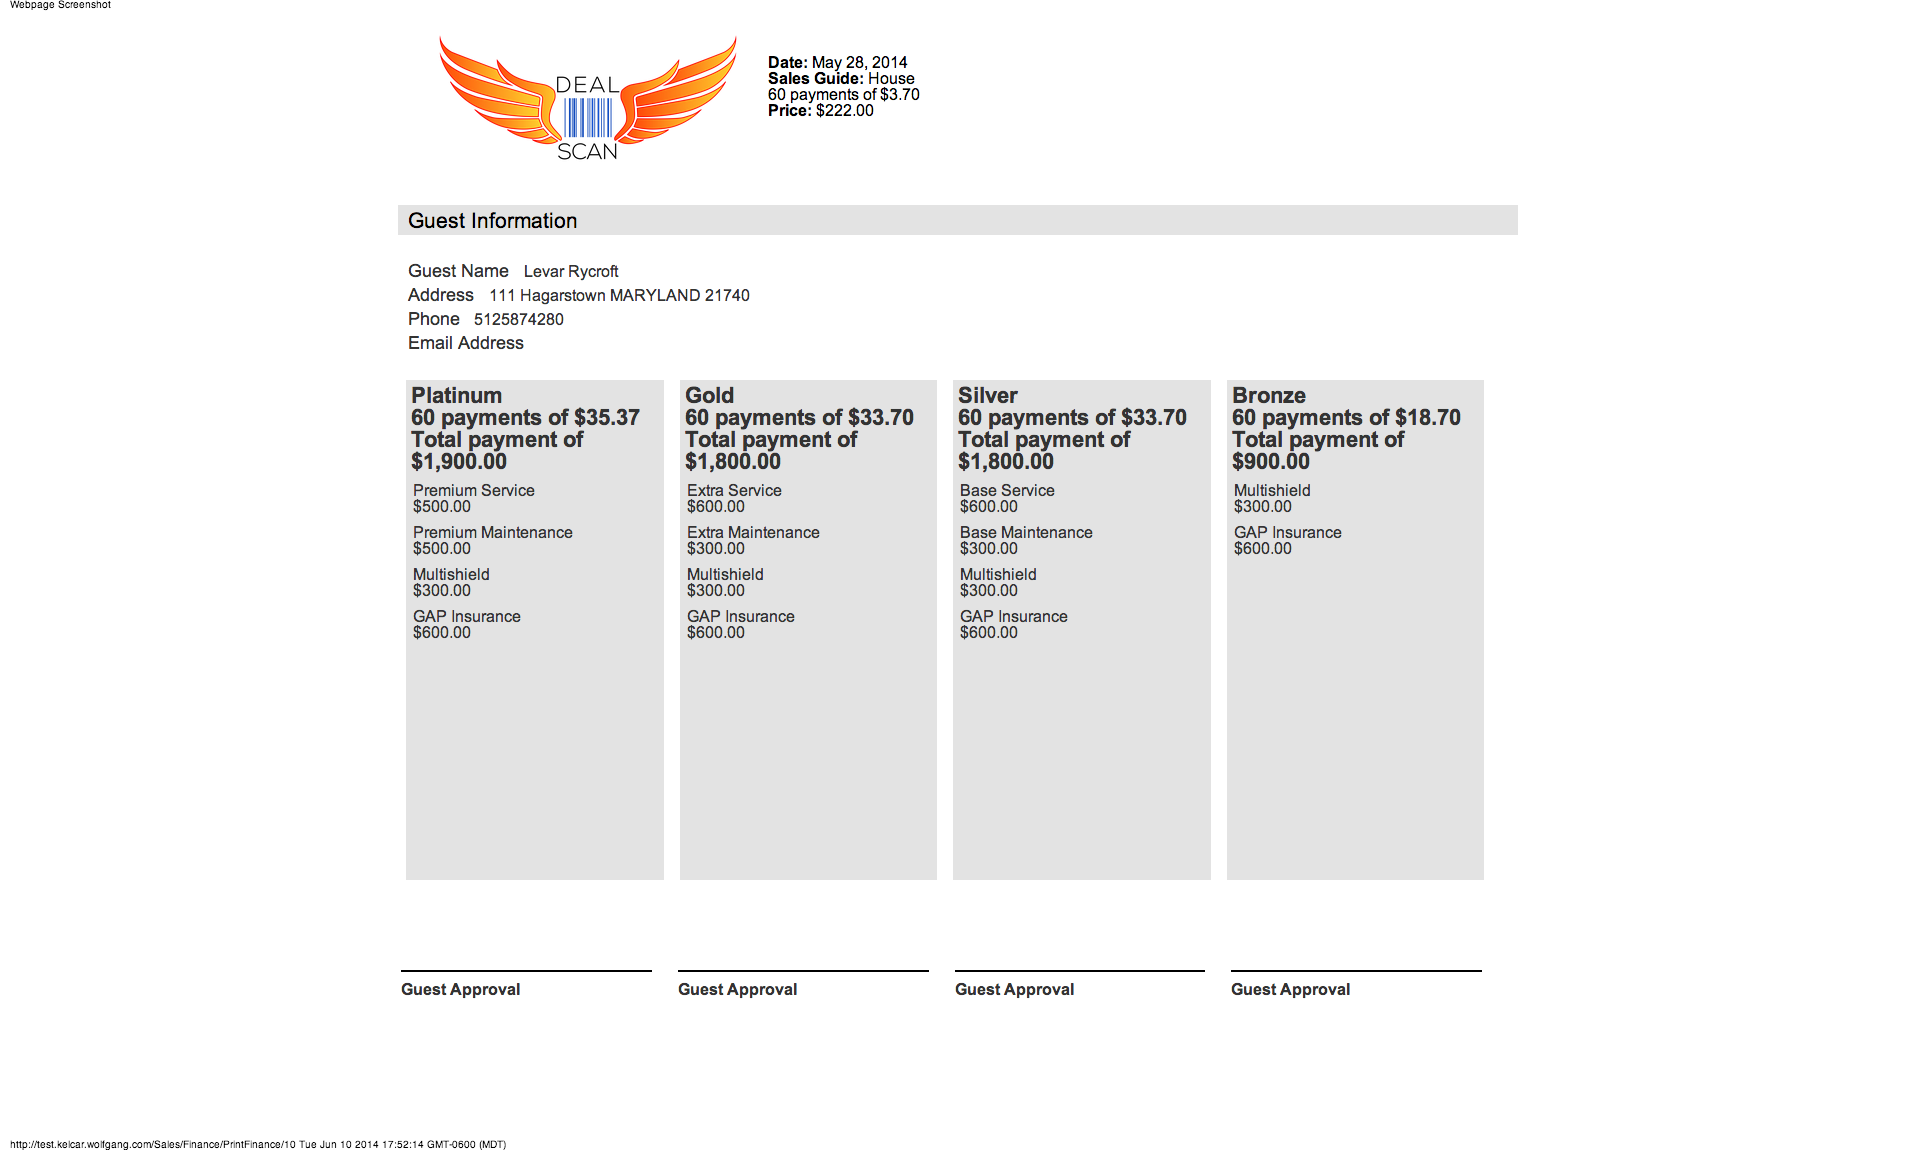 Webpage Screenshot
DEAL
SCAN
Date: May 28, 2014
Sales Guide: House
60 payments of $3.70
Price: $222.00
Guest Information
Guest Name Levar Rycroft
Address 111 Hagarstown MARYLAND 21740
Phone 5125874280
Email Address
Platinum
60 payments of $35.37
Total payment of
$1,900.00
Premium Service
$500.00
Premium Maintenance
$500.00
Multishield
$300.00
GAP Insurance
$600.00
Gold
60 payments of $33.70
Total payment of
$1,800.00
Extra Service
$600.00
Extra Maintenance
$300.00
Multishield
$300.00
GAP Insurance
$600.00
Silver
60 payments of $33.70
Total payment of
$1,800.00
Base Service
$600.00
Base Maintenance
$300.00
Multishield
$300.00
GAP Insurance
$600.00
Bronze
60 payments of $18.70
Total payment of
$900.00
Multishield
$300.00
GAP Insurance
$600.00
Guest Approval
Guest Approval
Guest Approval
Guest Approval
http://test.kelcar.wolfgang.com/Sales/Finance/PrintFinance/10 Tue Jun 10 2014 17:52:14 GMT-0600 (MDT)